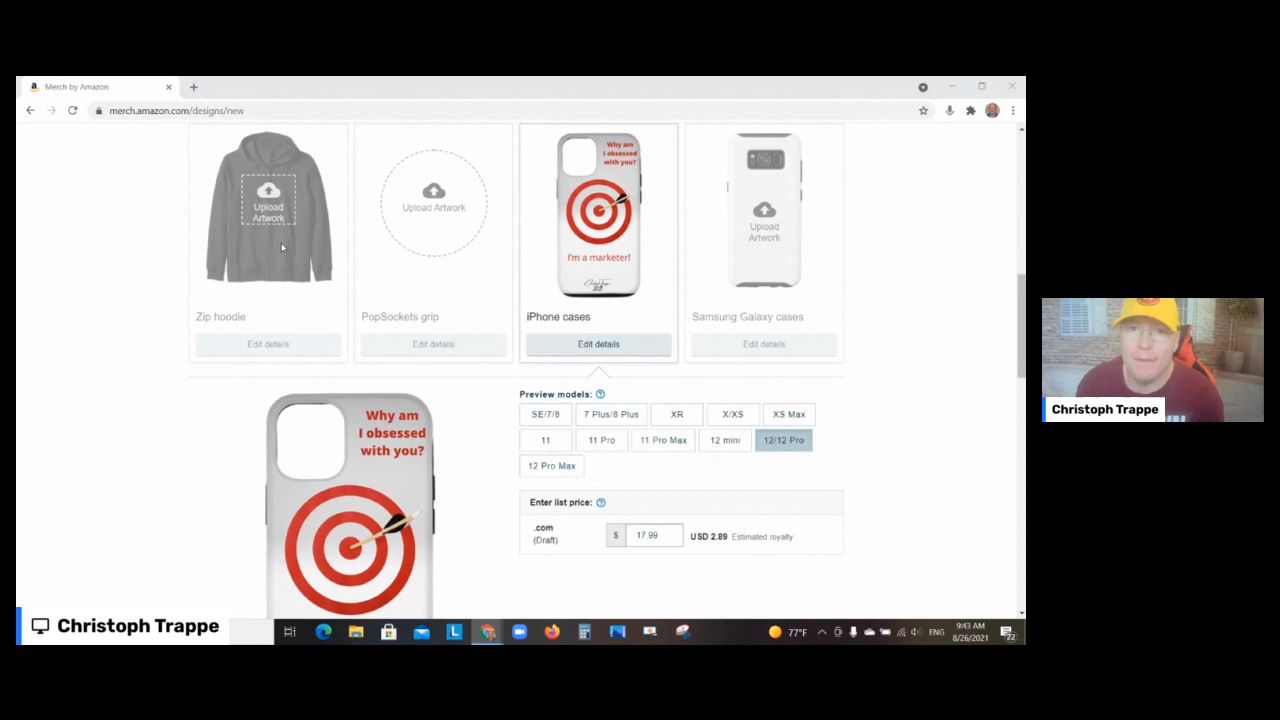 Merch by Amazon
merch.amazon.com/designs/new
Upload
Artwork
Upload Artwork
Why am
I obsessed
with you?
I'm a marketer!
Upload
Artwork
Zip hoodie
PopSockets grip
iPhone cases
Samsung Galaxy cases
Edit details
Edit details
Edit details
Edit details
Why am
I obsessed
with you?
Preview models:
SE/7/8
7 Plus/8 Plus
XR
X/XS
XS Max
11
11 Pro
11 Pro Max
12 mini
12/12 Pro
12 Pro Max
Enter list price:
.com
(Draft)
$
17.99
USD 2.89 Estimated royalty
Christoph Trappe
Christoph Trappe
L
77°F
ENG
9:43 AM
8/26/2021
22